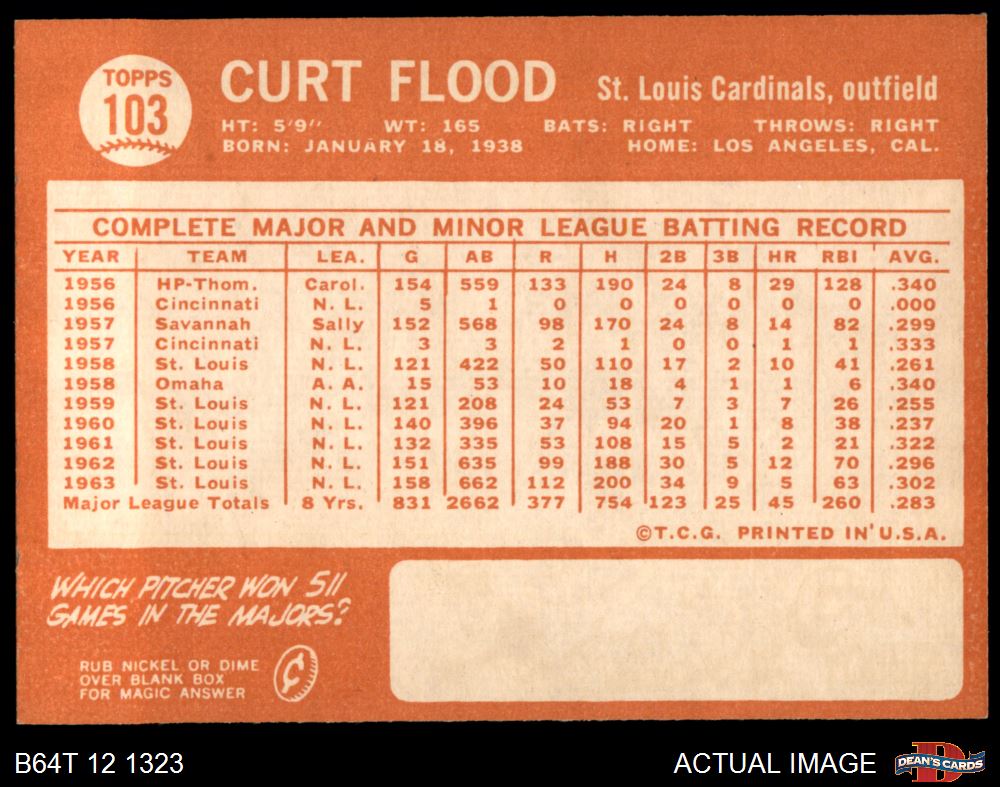 TOPPS
103
CURT FLOOD
St. Louis Cardinals, outfield
HT: 5'9" WT: 165 BATS: RIGHT THROWS: RIGHT
BORN: JANUARY 18, 1938 HOME: LOS ANGELES, CAL.
COMPLETE MAJOR AND MINOR LEAGUE BATTING RECORD
YEAR TEAM LEA. G AB R H 2B 3B HR RBI AVG.
1956 HP-Thom. Carol. 154 559 133 190 24 8 29 128 .340
1956 Cincinnati N. L. 5 1 0 0 0 0 0 0 .000
1957 Savannah Sally 152 568 98 170 24 8 14 82 .299
1957 Cincinnati N. L. 3 3 2 1 0 0 1 1 .333
1958 St. Louis N. L. 121 422 50 110 17 2 10 41 .261
1958 Omaha A. A. 15 53 10 18 4 1 1 6 .340
1959 St. Louis N. L. 121 208 24 53 7 3 7 26 .255
1960 St. Louis N. L. 140 396 37 94 20 1 8 38 .237
1961 St. Louis N. L. 132 335 53 108 15 5 2 21 .322
1962 St. Louis N. L. 151 635 99 188 30 5 12 70 .296
1963 St. Louis N. L. 158 662 112 200 34 9 5 63 .302
Major League Totals 8 Yrs. 831 2662 377 754 123 25 45 260 .283
©T.C.G. PRINTED IN U.S.A.
WHICH PITCHER WON 511
GAMES IN THE MAJORS?
RUB NICKEL OR DIME
OVER BLANK BOX
FOR MAGIC ANSWER
¢
B64T 12 1323
ACTUAL IMAGE
D
DEAN'S CARDS